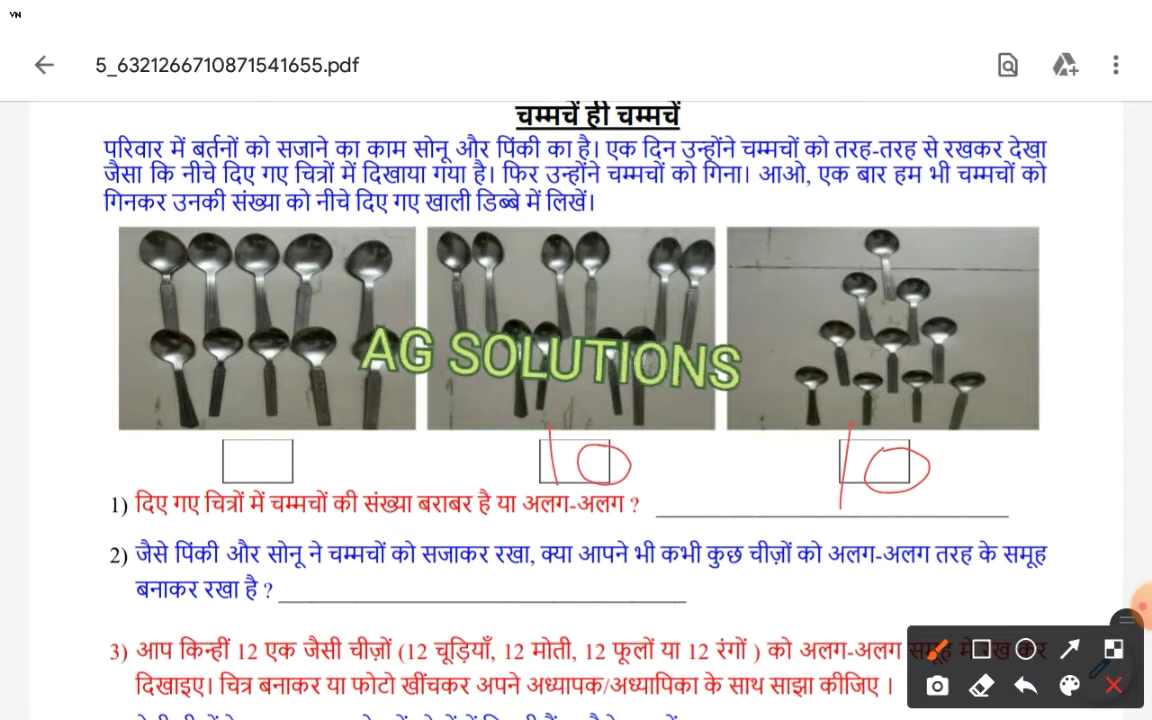 VN
5_6321266710871541655.pdf
चम्मचें ही चम्मचें
परिवार में बर्तनों को सजाने का काम सोनू और पिंकी का है। एक दिन उन्होंने चम्मचों को तरह-तरह से रखकर देखा
जैसा कि नीचे दिए गए चित्रों में दिखाया गया है। फिर उन्होंने चम्मचों को गिना। आओ, एक बार हम भी चम्मचों को
गिनकर उनकी संख्या को नीचे दिए गए खाली डिब्बे में लिखें।
AG SOLUTIONS
10 10
1) दिए गए चित्रों में चम्मचों की संख्या बराबर है या अलग-अलग ?
2) जैसे पिंकी और सोनू ने चम्मचों को सजाकर रखा, क्या आपने भी कभी कुछ चीज़ों को अलग-अलग तरह के समूह
बनाकर रखा है ?
3) आप किन्हीं 12 एक जैसी चीज़ों (12 चूड़ियाँ, 12 मोती, 12 फूलों या 12 रंगों ) को अलग-अलग समूह में रख कर
दिखाइए। चित्र बनाकर या फोटो खींचकर अपने अध्यापक/अध्यापिका के साथ साझा कीजिए ।